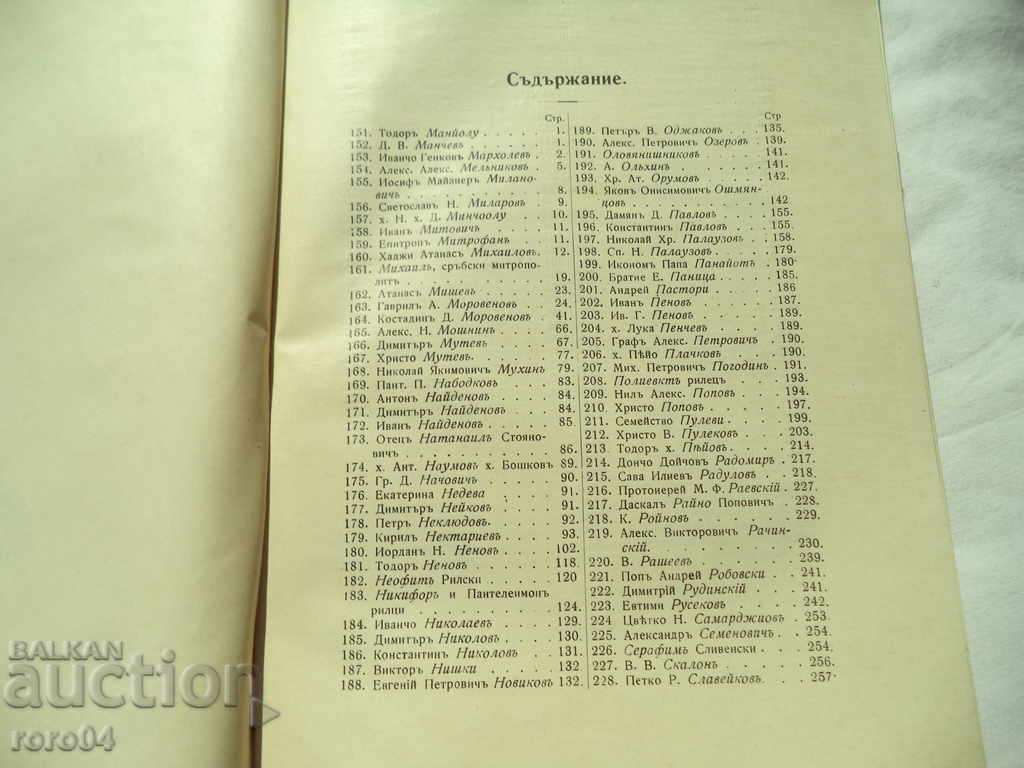 Съдържание.
Стр.
151. Тодоръ Манйолу . . . . . 1.
152. Д. В. Манчевъ . . . . . . 1.
153. Иванчо Генковъ Мархолевъ . 2.
154. Алекс. Алекс. Мельниковъ . 5.
155. Иосифъ Майзнеръ Милано-
вичъ . . . . . . . . . 8.
156. Светославъ Н. Миларовъ . 9.
157. х. Н. х. Д. Минчоолу . . 10.
158. Иванъ Митовичъ . . . . 11.
159. Епитропъ Митрофанъ . . 11.
160. Хаджи Атанасъ Михаиловъ. 12.
161. Михаилъ, сръбски митропо-
литъ . . . . . . . . . 19.
162. Атанасъ Мишевъ . . . . 23.
163. Гаврилъ А. Моровеновъ . 24.
164. Костадинъ Д. Моровеновъ . 41.
165. Алекс. Н. Мошнинъ . . . 66.
166. Димитъръ Мутевъ . . . . 67.
167. Христо Мутевъ. . . . . . 77.
168. Николай Якимовичъ Мухинъ 79.
169. Пант. П. Набодковъ . . . 83.
170. Антонъ Найденовъ . . . . 84.
171. Димитъръ Найденовъ . . . 84.
172. Иванъ Найденовъ . . . . 85
173. Отецъ Натанаилъ Стояно-
вичъ . . . . . . . . . 86.
174. х. Ант. Наумовъ х. Бошковъ 89.
175. Гр. Д. Начовичъ . . . . 90.
176. Екатерина Недева . . . . 91.
177. Димитъръ Нейковъ . . . . 91.
178. Петръ Неклюдовъ. . . . . 92.
179. Кирилъ Нектариевъ . . . . 93.
180. Иорданъ Н. Неновъ . . . . 102.
181. Тодоръ Неновъ . . . . . 118.
182. Неофитъ Рилски . . . . . 120
183. Никифоръ и Пантелеимонъ
рилци . . . . . . . . . 124.
184. Иванчо Николаевъ . . . . 129.
185. Димитъръ Николовъ . . . . 130.
186. Константинъ Николовъ . . 131.
187. Викторъ Нишки . . . . . 132
188. Евгений Петровичъ Новиковъ 132.
Стр
189. Петъръ В. Оджаковъ . . . 135.
190. Алекс. Петровичъ Озеровъ . 139.
191. Оловянишниковъ . . . . . 141.
192. А. Ольхинъ . . . . . . . 141.
193. Хр. Ат. Орумовъ . . . . 142.
194. Яковъ Онисимовичъ Ошмян-
цовъ . . . . . . . . . 142
195. Дамянъ Д. Павловъ . . . . 155.
196. Константинъ Павловъ . . . 155.
197. Николай Хр. Палаузовъ . . 158.
198. Сп. Н. Палаузовъ . . . . 179.
199. Икономъ Папа Панайотъ . 180
200. Братие Е. Паница . . . . 185.
201. Андрей Пастори . . . . . 186
202. Иванъ Пеновъ . . . . . . 187.
203. Ив. Г. Пеновъ . . . . . . 189.
204. х. Лука Пенчевъ . . . . . 189.
205. Графъ Алекс. Петровичъ . 190.
206. х. Пѣйо Плачковъ . . . . 190.
207. Мих. Петровичъ Погодинъ . 191.
208. Полиевктъ рилецъ . . . . 193.
209. Нилъ Алекс. Поповъ . . . 194.
210. Христо Поповъ . . . . . 197.
211. Семейство Пулеви . . . . 199.
212. Христо В. Пулековъ . . . 203.
213. Тодоръ х. Пѣйовъ . . . . 214.
214. Дончо Дойчовъ Радомиръ . 217.
215. Сава Илиевъ Радуловъ . . 218.
216. Протоиерей М. Ф. Раевскій . 227.
217. Даскалъ Райно Поповичъ . 228.
218. К. Ройновъ . . . . . . . 229.
219. Алекс. Викторовичъ Рачин-
скій. . . . . . . . . . 230.
220. В. Рашеевъ . . . . . . . 239.
221. Попъ Андрей Робовски . . 241.
222. Димитрій Рудинскій . . . 241.
223. Евтими Русековъ . . . . 242.
224 Цвѣтко Н. Самарджиовъ . 253.
225. Александръ Семеновичъ. . 254.
226. Серафимъ Сливенски . . . 254.
227. В. В. Скалонъ . . . . . . 256.
228. Петко Р. Славейковъ. . . 257
BALKAN
auction
roro04